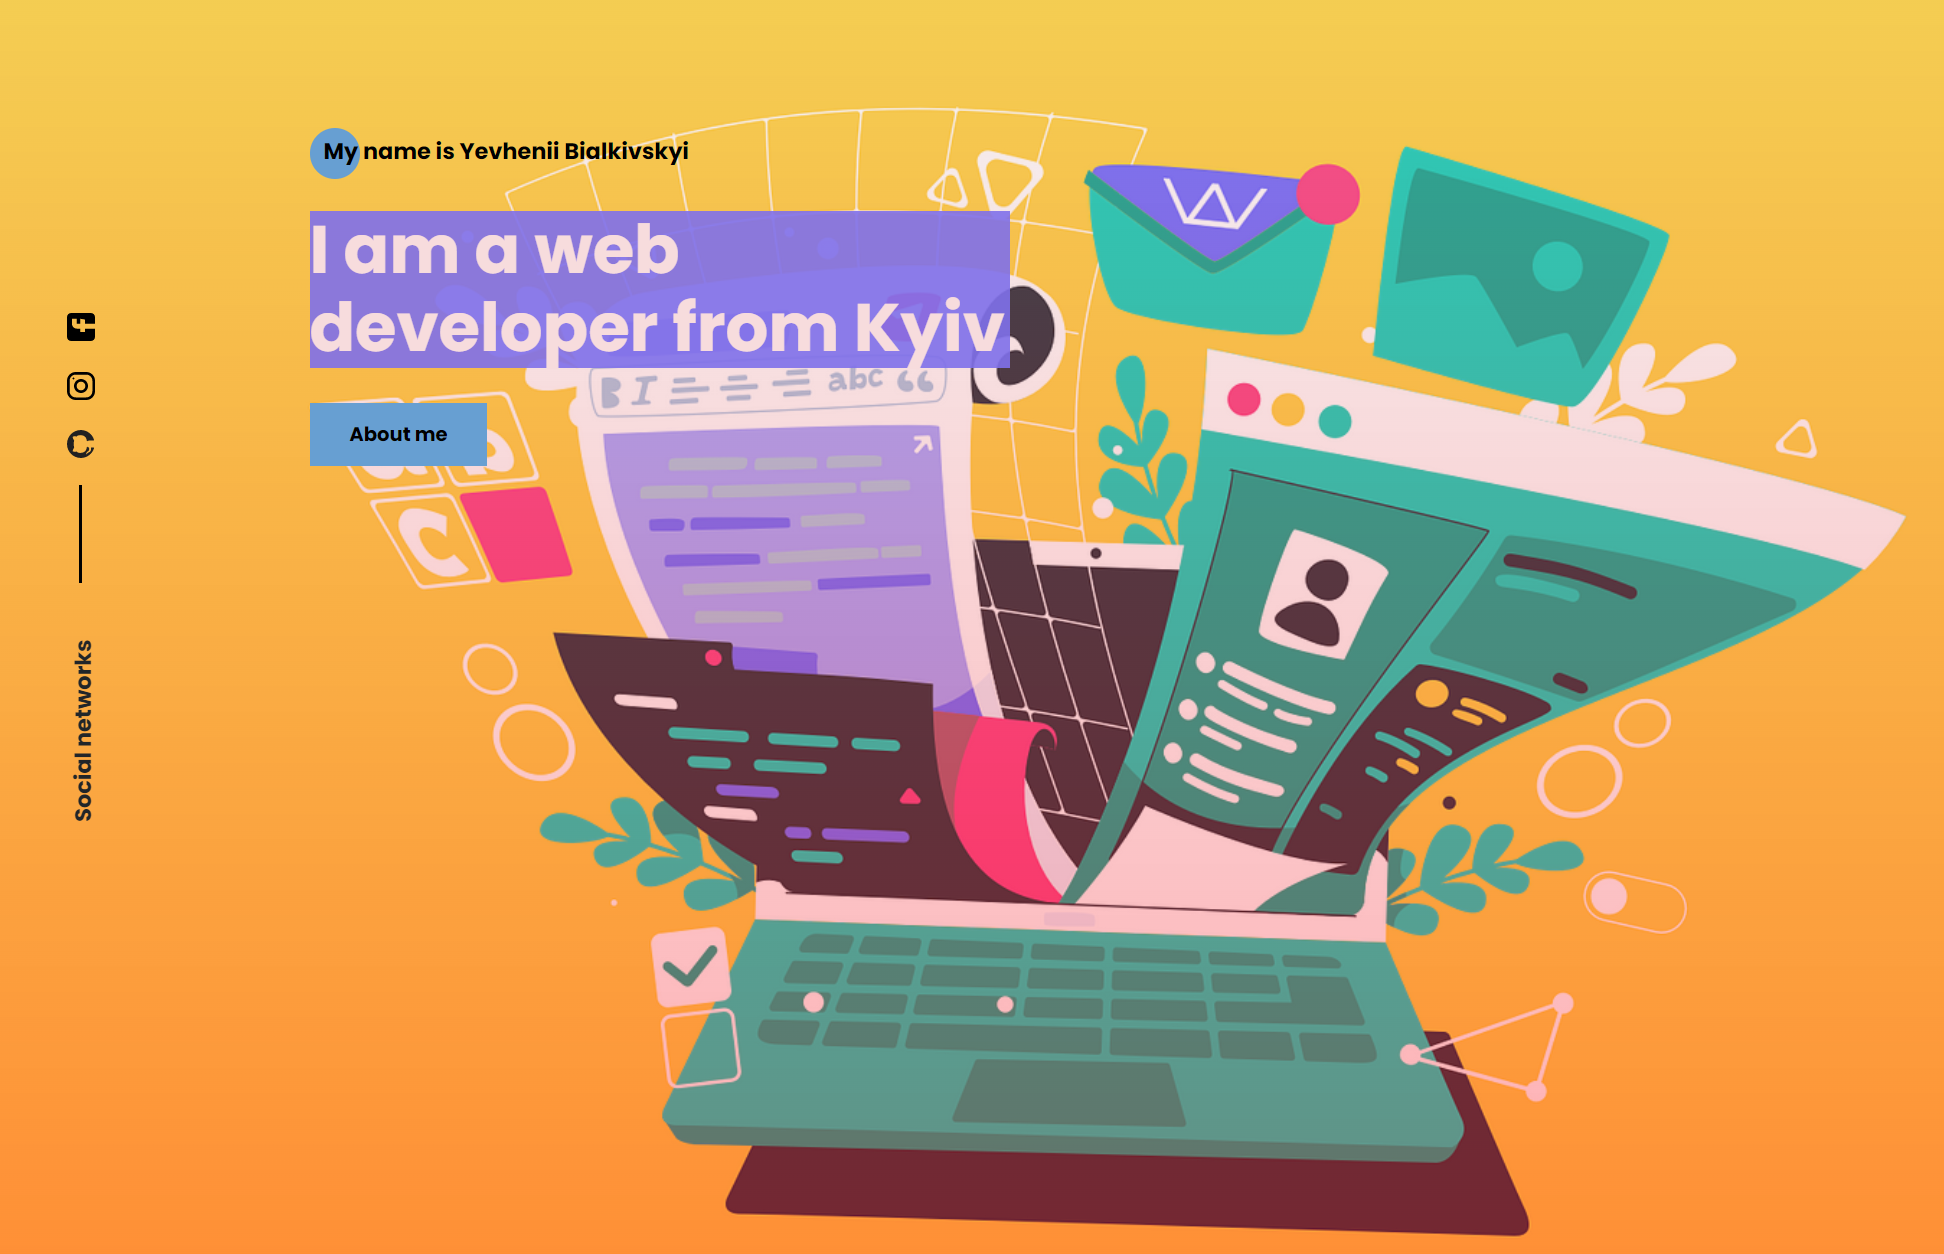 My name is Yevhenii Bialkivskyi
I am a web
developer from Kyiv
B I abc “
About me
C
Social networks